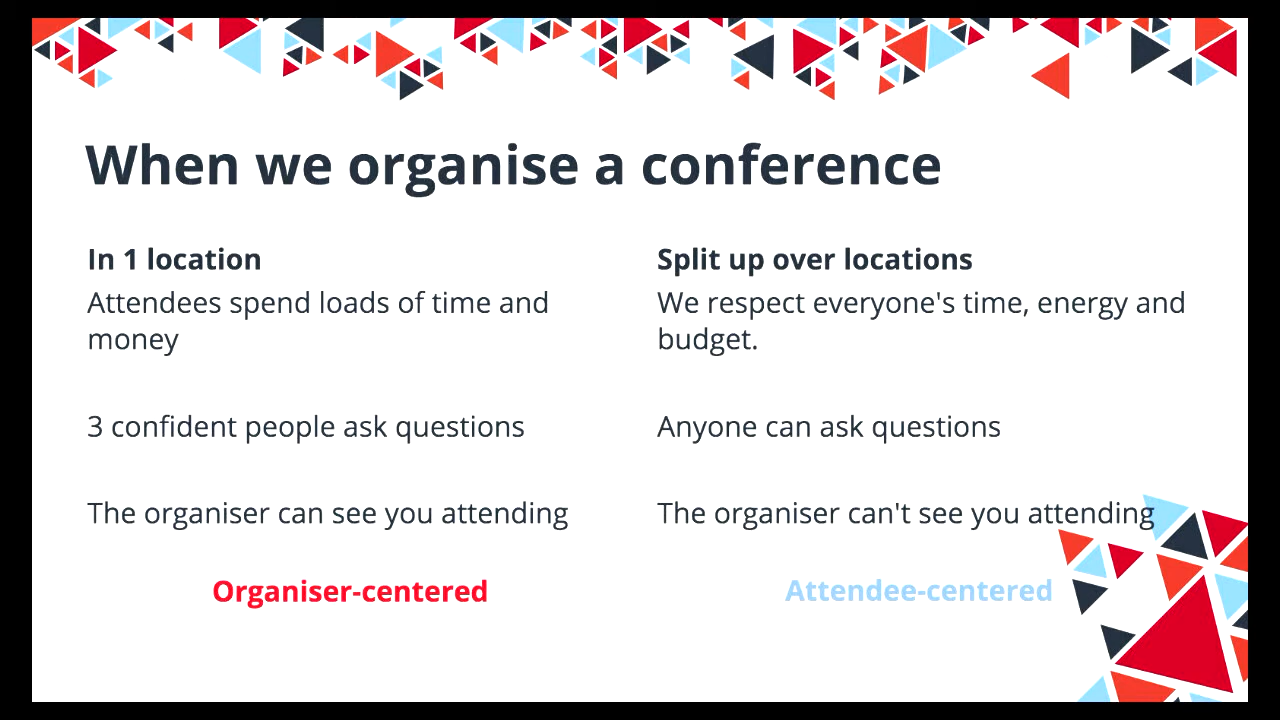 When we organise a conference
In 1 location
Attendees spend loads of time and
money
3 confident people ask questions
The organiser can see you attending
Organiser-centered
Split up over locations
We respect everyone's time, energy and
budget.
Anyone can ask questions
The organiser can't see you attending
Attendee-centered